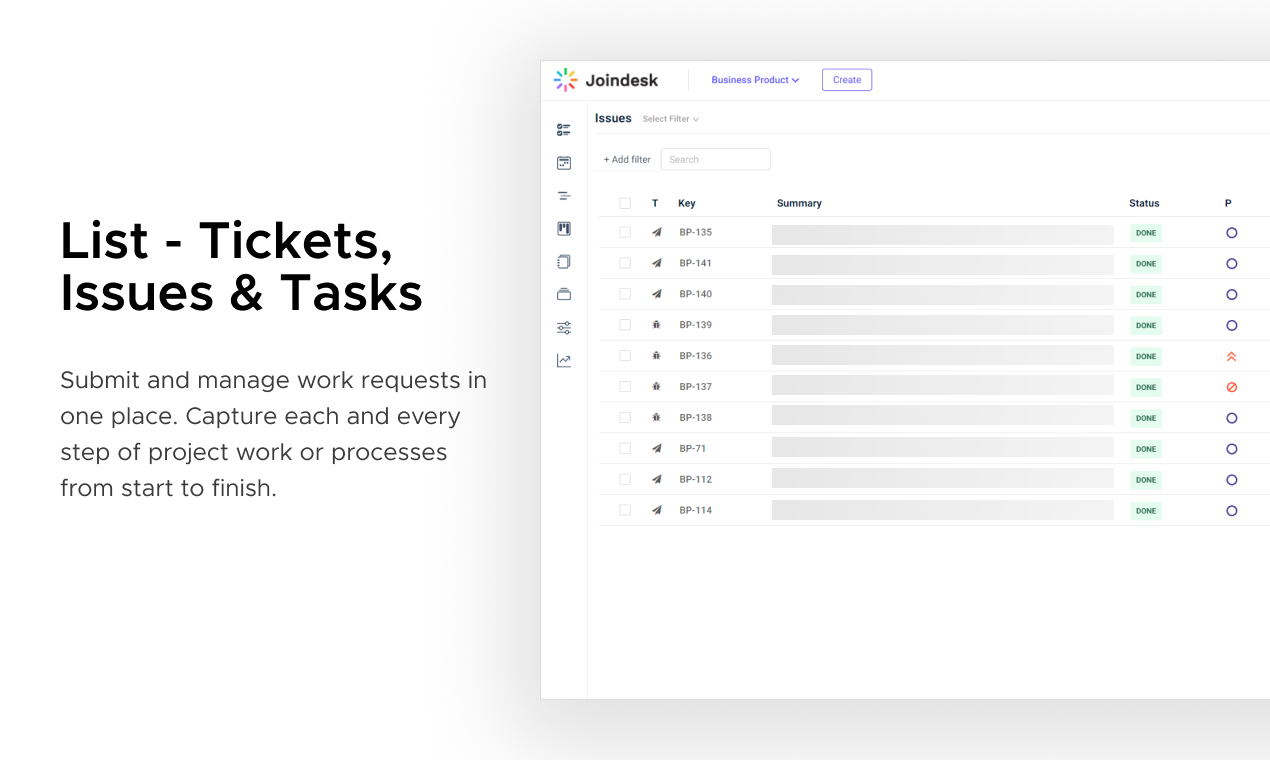 List - Tickets,
Issues & Tasks
Submit and manage work requests in
one place. Capture each and every
step of project work or processes
from start to finish.
Joindesk Business Product Create
Issues Select Filter
+ Add filter Search
T Key Summary Status P
BP-135 DONE
BP-141 DONE
BP-140 DONE
BP-139 DONE
BP-136 DONE
BP-137 DONE
BP-138 DONE
BP-71 DONE
BP-112 DONE
BP-114 DONE